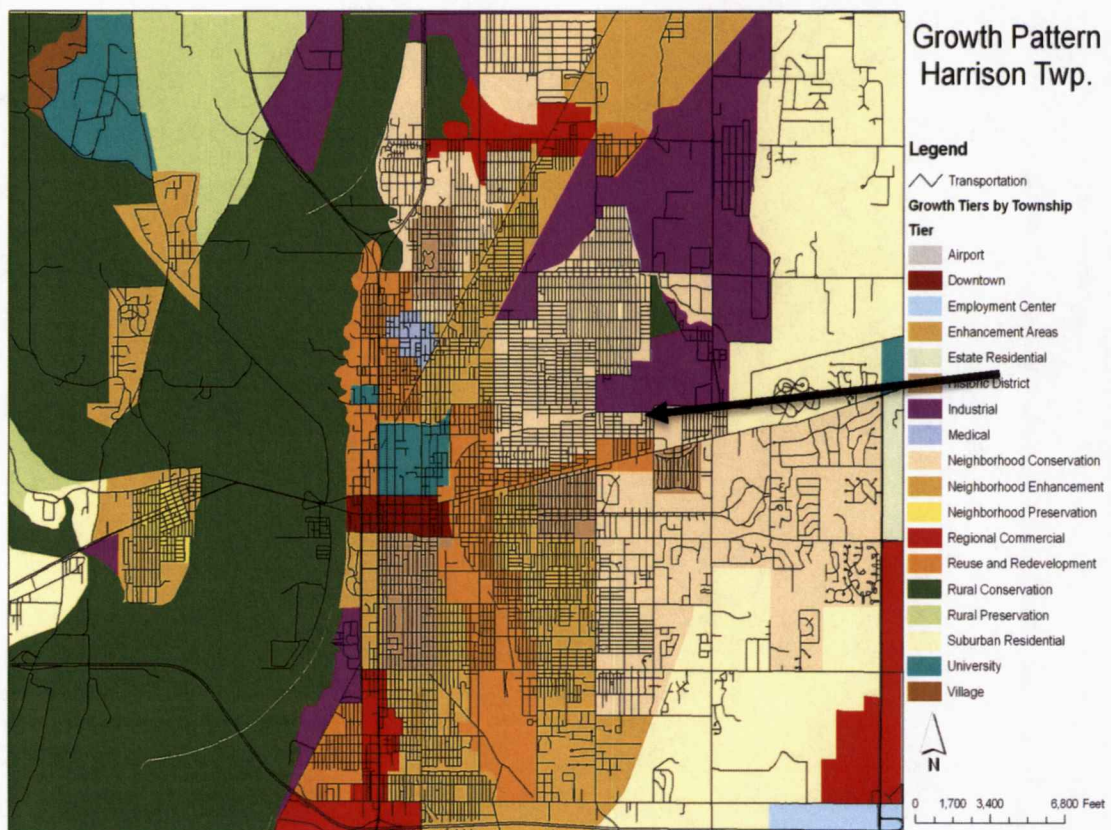 Growth Pattern
Harrison Twp.
Legend
Transportation
Growth Tiers by Township
Tier
Airport
Downtown
Employment Center
Enhancement Areas
Estate Residential
Historic District
Industrial
Medical
Neighborhood Conservation
Neighborhood Enhancement
Neighborhood Preservation
Regional Commercial
Reuse and Redevelopment
Rural Conservation
Rural Preservation
Suburban Residential
University
Village
N
0 1,700 3,400 6,800 Feet